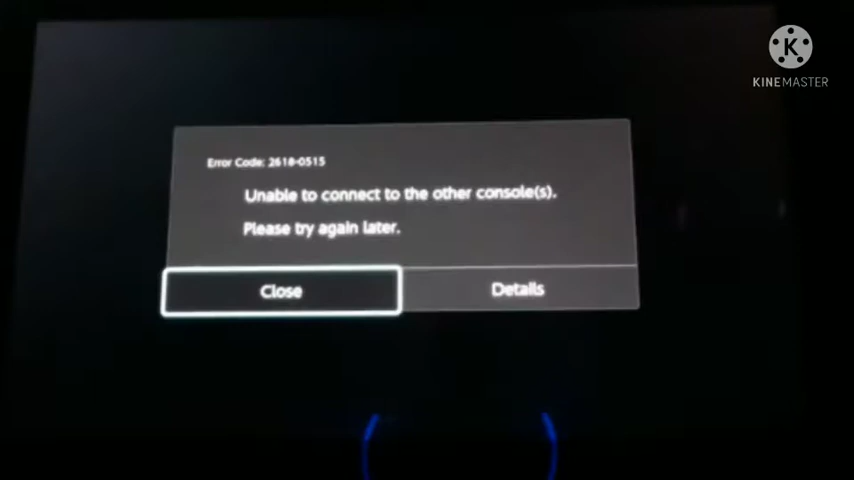 K
KINEMASTER
Error Code: 2618-0515
Unable to connect to the other console(s).
Please try again later.
Close
Details